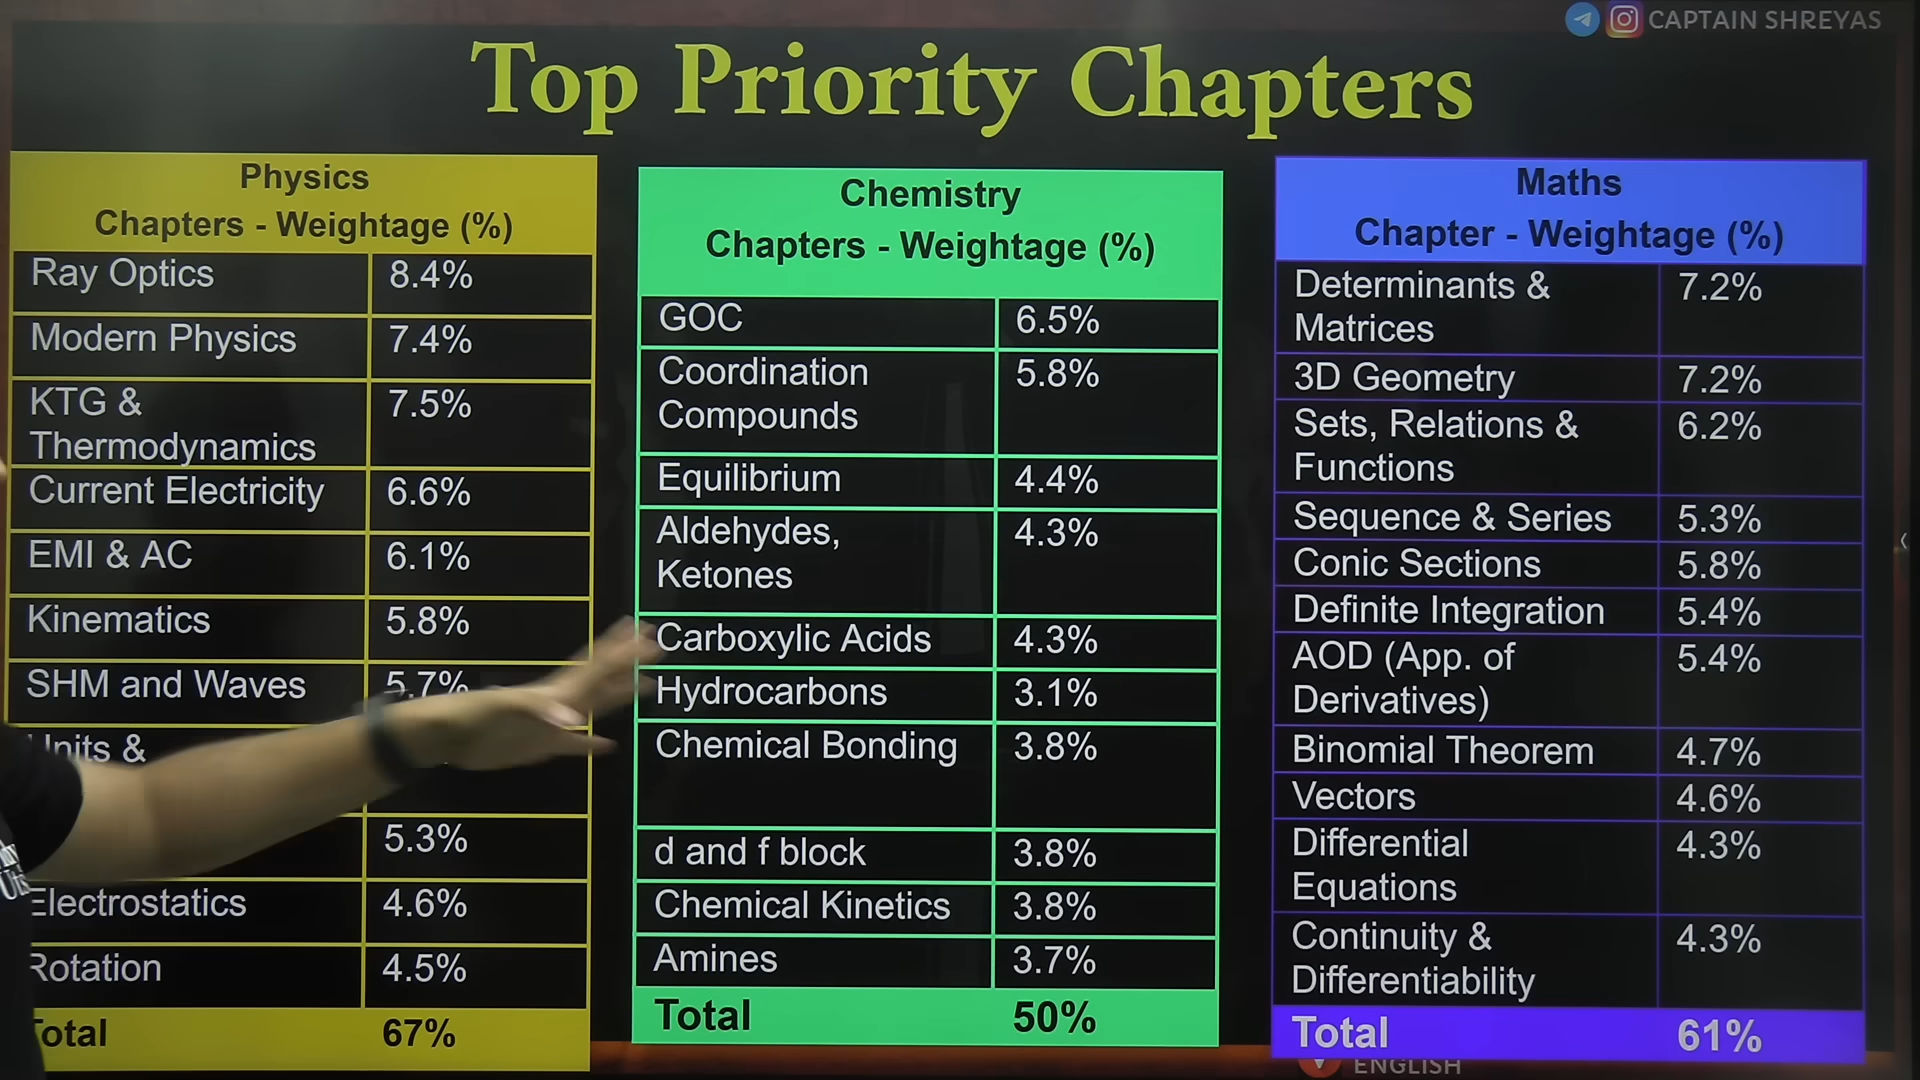 CAPTAIN SHREYAS
Top Priority Chapters
Physics
Chapters - Weightage (%)
Ray Optics 8.4%
Modern Physics 7.4%
KTG & 7.5%
Thermodynamics
Current Electricity 6.6%
EMI & AC 6.1%
Kinematics 5.8%
SHM and Waves 5.7%
Units &
5.3%
Electrostatics 4.6%
Rotation 4.5%
Total 67%
Chemistry
Chapters - Weightage (%)
GOC 6.5%
Coordination 5.8%
Compounds
Equilibrium 4.4%
Aldehydes, 4.3%
Ketones
Carboxylic Acids 4.3%
Hydrocarbons 3.1%
Chemical Bonding 3.8%
d and f block 3.8%
Chemical Kinetics 3.8%
Amines 3.7%
Total 50%
Maths
Chapter - Weightage (%)
Determinants & 7.2%
Matrices
3D Geometry 7.2%
Sets, Relations & 6.2%
Functions
Sequence & Series 5.3%
Conic Sections 5.8%
Definite Integration 5.4%
AOD (App. of 5.4%
Derivatives)
Binomial Theorem 4.7%
Vectors 4.6%
Differential 4.3%
Equations
Continuity & 4.3%
Differentiability
Total 61%
ENGLISH